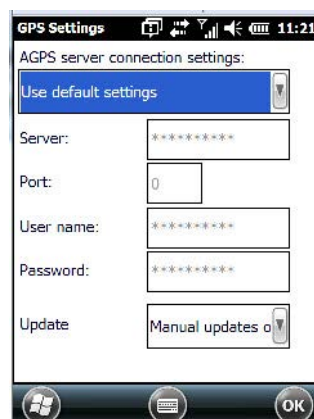 GPS Settings 11:21
AGPS server connection settings:
Use default settings
Server: **********
Port: 0
User name: **********
Password: **********
Update Manual updates o
OK